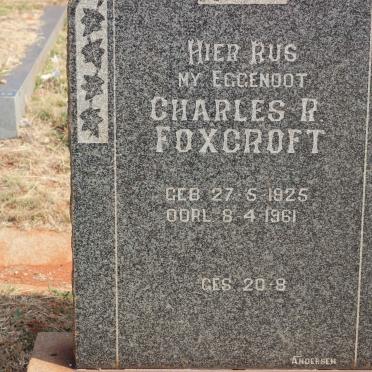 HIER RUS
MY EGGENOOT
CHARLES R
FOXCROFT
GEB 27·5·1925
OORL 8·4·1961
GES 20·8
ANDERSEN